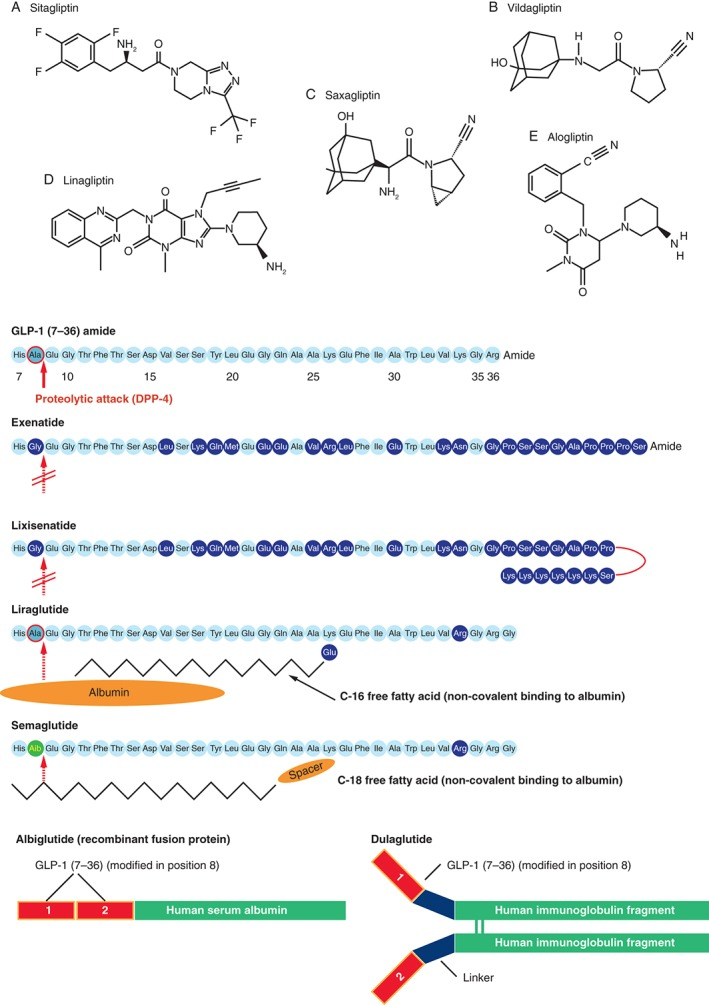 A Sitagliptin
F
F
F
NH2
O
N
N
N
N
F
F
F
B Vildagliptin
HO
H
N
O
N
N
C Saxagliptin
OH
O
N
N
NH2
D Linagliptin
N
N
N
O
O
N
N
N
N
N
NH2
E Alogliptin
C
N
O
N
N
O
N
N
H
H
GLP-1 (7–36) amide
His Ala Glu Gly Thr Phe Thr Ser Asp Val Ser Ser Tyr Leu Glu Gly Gln Ala Ala Lys Glu Phe Ile Ala Trp Leu Val Lys Gly Arg Amide
7 10 15 20 25 30 35 36
Proteolytic attack (DPP-4)
Exenatide
His Gly Glu Gly Thr Phe Thr Ser Asp Leu Ser Lys Gln Met Glu Glu Glu Ala Val Arg Leu Phe Ile Glu Trp Leu Lys Asn Gly Gly Pro Ser Ser Gly Ala Pro Pro Pro Ser Amide
Lixisenatide
His Gly Glu Gly Thr Phe Thr Ser Asp Leu Ser Lys Gln Met Glu Glu Glu Ala Val Arg Leu Phe Ile Glu Trp Leu Lys Asn Gly Gly Pro Ser Ser Gly Ala Pro Pro
Lys Lys Lys Lys Lys Lys Ser
Liraglutide
His Ala Glu Gly Thr Phe Thr Ser Asp Val Ser Ser Tyr Leu Glu Gly Gln Ala Ala Lys Glu Phe Ile Ala Trp Leu Val Arg Gly Arg Gly
Glu
Albumin
C-16 free fatty acid (non-covalent binding to albumin)
Semaglutide
His Aib Glu Gly Thr Phe Thr Ser Asp Val Ser Ser Tyr Leu Glu Gly Gln Ala Ala Lys Glu Phe Ile Ala Trp Leu Val Arg Gly Arg Gly
Spacer
C-18 free fatty acid (non-covalent binding to albumin)
Albiglutide (recombinant fusion protein)
GLP-1 (7–36) (modified in position 8)
1 2 Human serum albumin
Dulaglutide
1
GLP-1 (7–36) (modified in position 8)
Human immunoglobulin fragment
Human immunoglobulin fragment
2
Linker